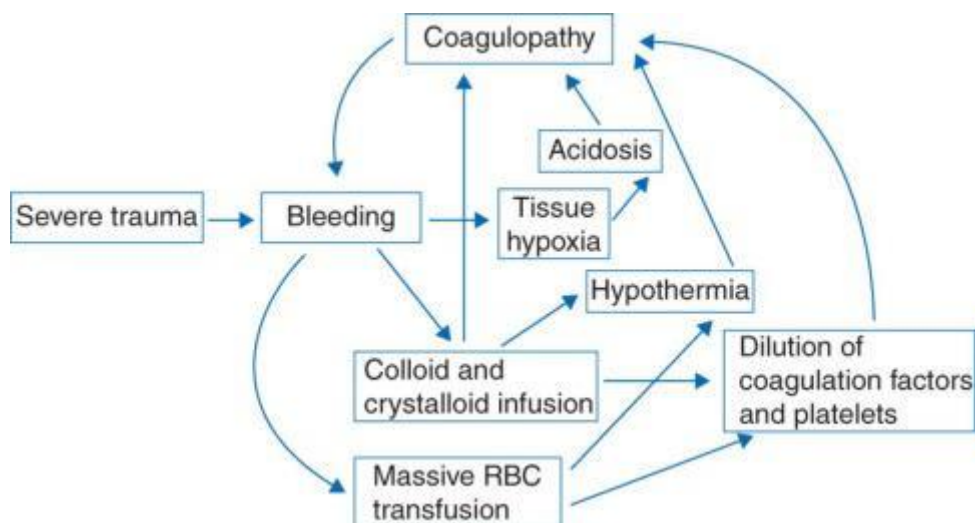 Coagulopathy
Acidosis
Severe trauma
Bleeding
Tissue
hypoxia
Hypothermia
Colloid and
crystalloid infusion
Dilution of
coagulation factors
and platelets
Massive RBC
transfusion